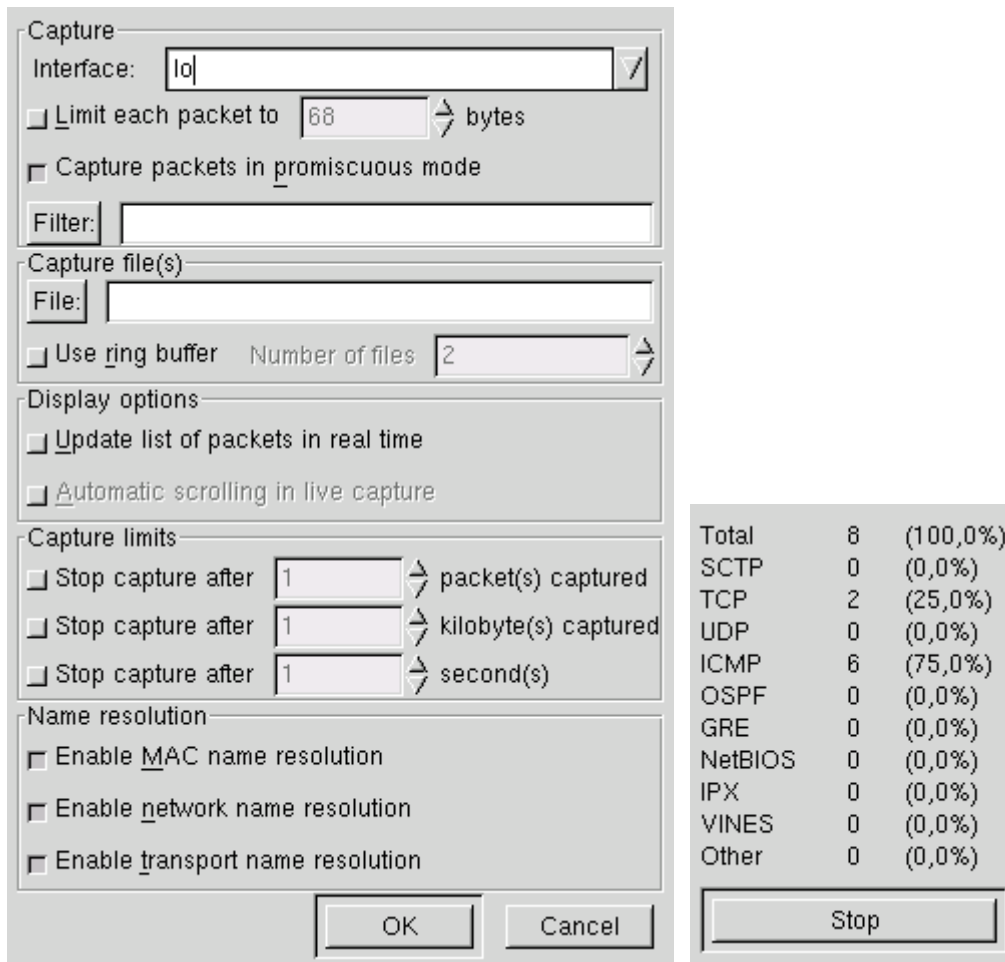 Capture
Interface: lo
Limit each packet to 68 bytes
Capture packets in promiscuous mode
Filter:
Capture file(s)
File:
Use ring buffer Number of files 2
Display options
Update list of packets in real time
Automatic scrolling in live capture
Capture limits
Stop capture after 1 packet(s) captured
Stop capture after 1 kilobyte(s) captured
Stop capture after 1 second(s)
Name resolution
Enable MAC name resolution
Enable network name resolution
Enable transport name resolution
OK Cancel
Total 8 (100,0%)
SCTP 0 (0,0%)
TCP 2 (25,0%)
UDP 0 (0,0%)
ICMP 6 (75,0%)
OSPF 0 (0,0%)
GRE 0 (0,0%)
NetBIOS 0 (0,0%)
IPX 0 (0,0%)
VINES 0 (0,0%)
Other 0 (0,0%)
Stop